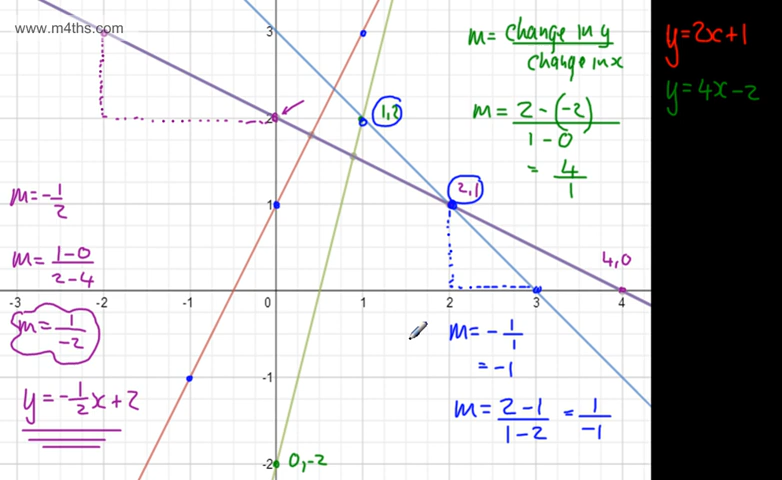 www.m4ths.com
m = change in y / change in x
m = 2 - (-2) / 1 - 0
= 4 / 1
y = 2x + 1
y = 4x - 2
1,2
2,1
4,0
0,-2
m = -1/2
m = 1 - 0 / 2 - 4
m = 1 / -2
y = -1/2 x + 2
m = - 1/1
= -1
m = 2 - 1 / 1 - 2 = 1 / -1
3
2
1
-3 -2 -1 0 1 2 3 4
-1
-2